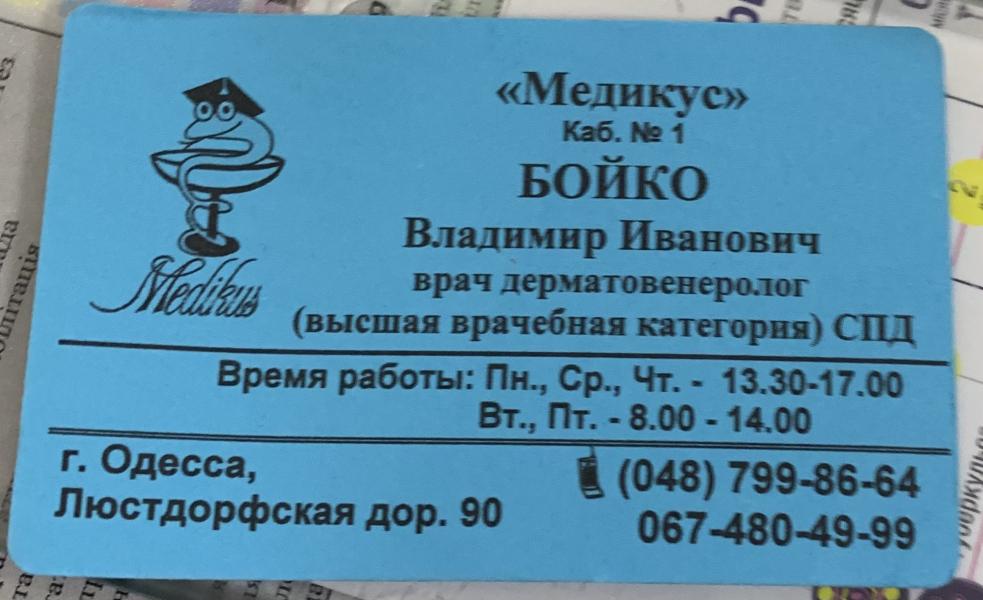 «Медикус»
Каб. № 1
БОЙКО
Владимир Иванович
врач дерматовенеролог
(высшая врачебная категория) СПД
Medikus
Время работы: Пн., Ср., Чт. - 13.30-17.00
Вт., Пт. - 8.00 - 14.00
г. Одесса,
Люстдорфская дор. 90
(048) 799-86-64
067-480-49-99